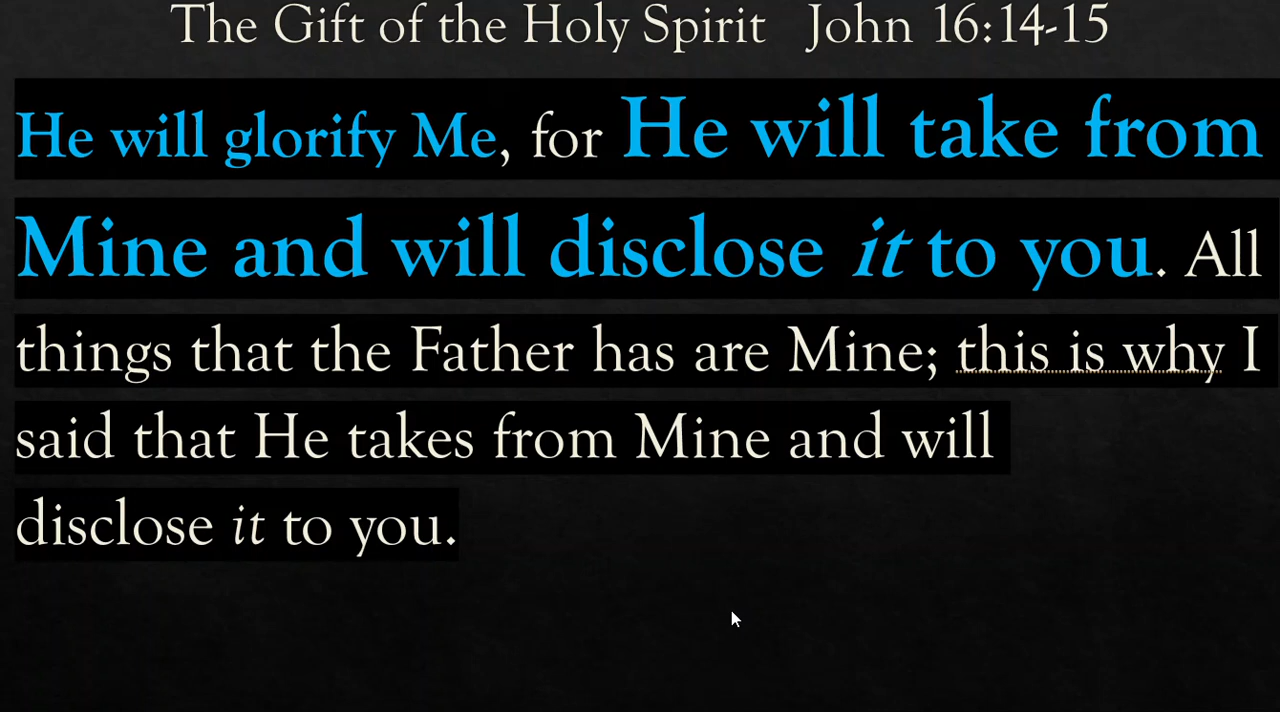 The Gift of the Holy Spirit John 16:14-15
He will glorify Me, for He will take from
Mine and will disclose it to you. All
things that the Father has are Mine; this is why I
said that He takes from Mine and will
disclose it to you.